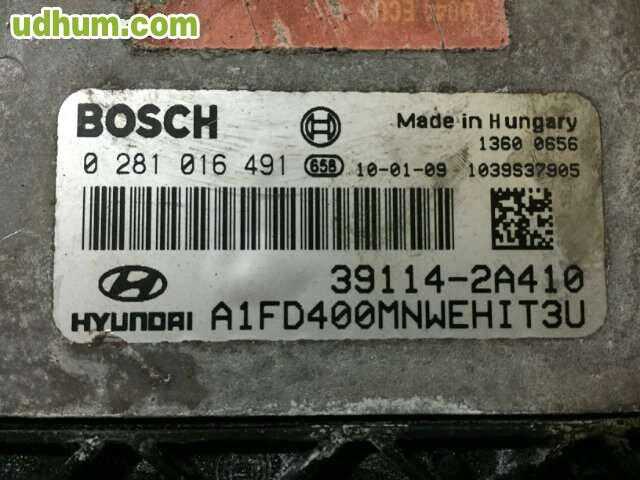 udhum.com
BOSCH
Made in Hungary
1360 0656
0 281 016 491 658 10-01-09 1039S37905
39114-2A410
HYUNDAI A1FD400MNWEHIT3U